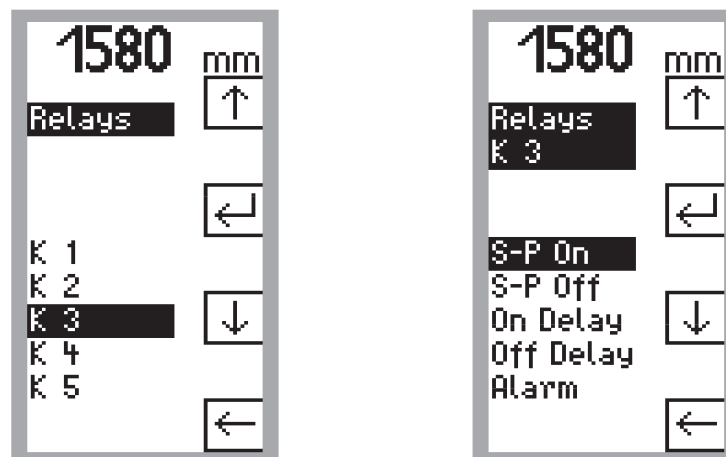 1580 mm
Relays
K 1
K 2
K 3
K 4
K 5
1580 mm
Relays
K 3
S-P On
S-P Off
On Delay
Off Delay
Alarm